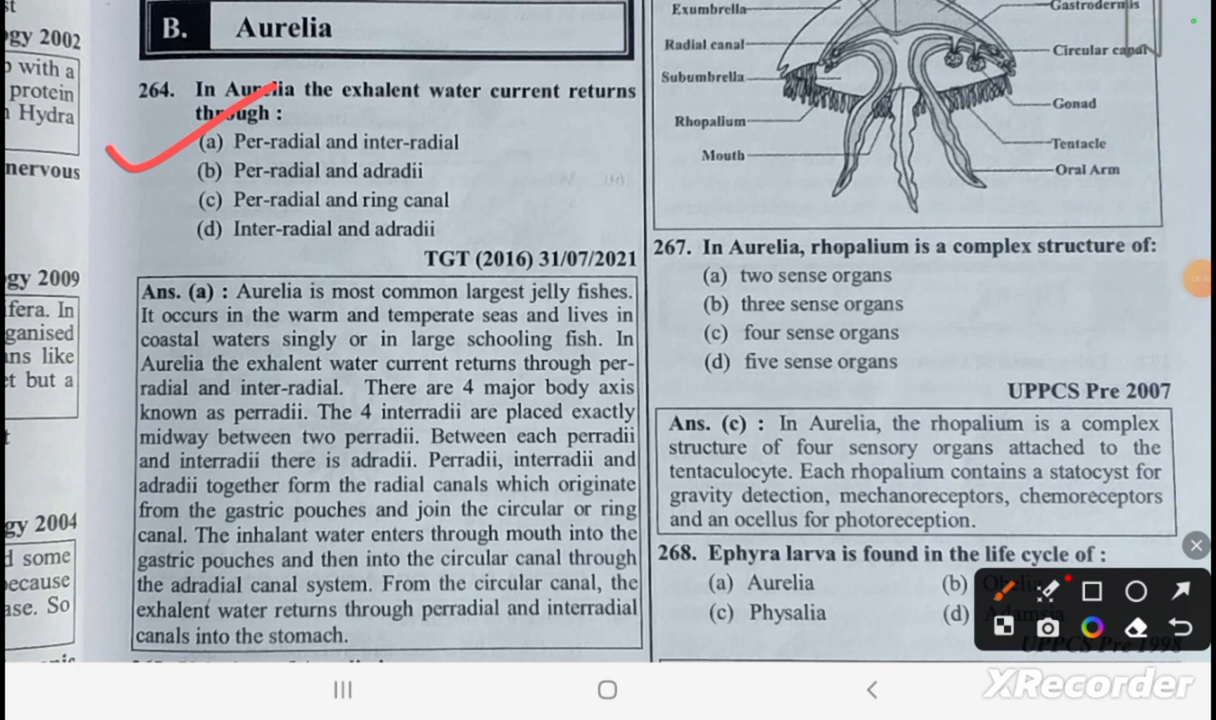 st
gy 2002
with a
protein
Hydra
nervous
gy 2009
ifera. In
ganised
ans like
et but a
gy 2004
d some
ecause
ase. So
B. Aurelia
264. In Aurelia the exhalent water current returns
through :
(a) Per-radial and inter-radial
(b) Per-radial and adradii
(c) Per-radial and ring canal
(d) Inter-radial and adradii
TGT (2016) 31/07/2021
Ans. (a) : Aurelia is most common largest jelly fishes.
It occurs in the warm and temperate seas and lives in
coastal waters singly or in large schooling fish. In
Aurelia the exhalent water current returns through per-
radial and inter-radial. There are 4 major body axis
known as perradii. The 4 interradii are placed exactly
midway between two perradii. Between each perradii
and interradii there is adradii. Perradii, interradii and
adradii together form the radial canals which originate
from the gastric pouches and join the circular or ring
canal. The inhalant water enters through mouth into the
gastric pouches and then into the circular canal through
the adradial canal system. From the circular canal, the
exhalent water returns through perradial and interradial
canals into the stomach.
Exumbrella
Gastrodermis
Radial canal
Circular canal
Subumbrella
Gonad
Rhopalium
Tentacle
Mouth
Oral Arm
267. In Aurelia, rhopalium is a complex structure of:
(a) two sense organs
(b) three sense organs
(c) four sense organs
(d) five sense organs
UPPCS Pre 2007
Ans. (c) : In Aurelia, the rhopalium is a complex
structure of four sensory organs attached to the
tentaculocyte. Each rhopalium contains a statocyst for
gravity detection, mechanoreceptors, chemoreceptors
and an ocellus for photoreception.
268. Ephyra larva is found in the life cycle of :
(a) Aurelia (b) Obelia
(c) Physalia (d) Adamsia
UPPCS Pre 1998
XRecorder